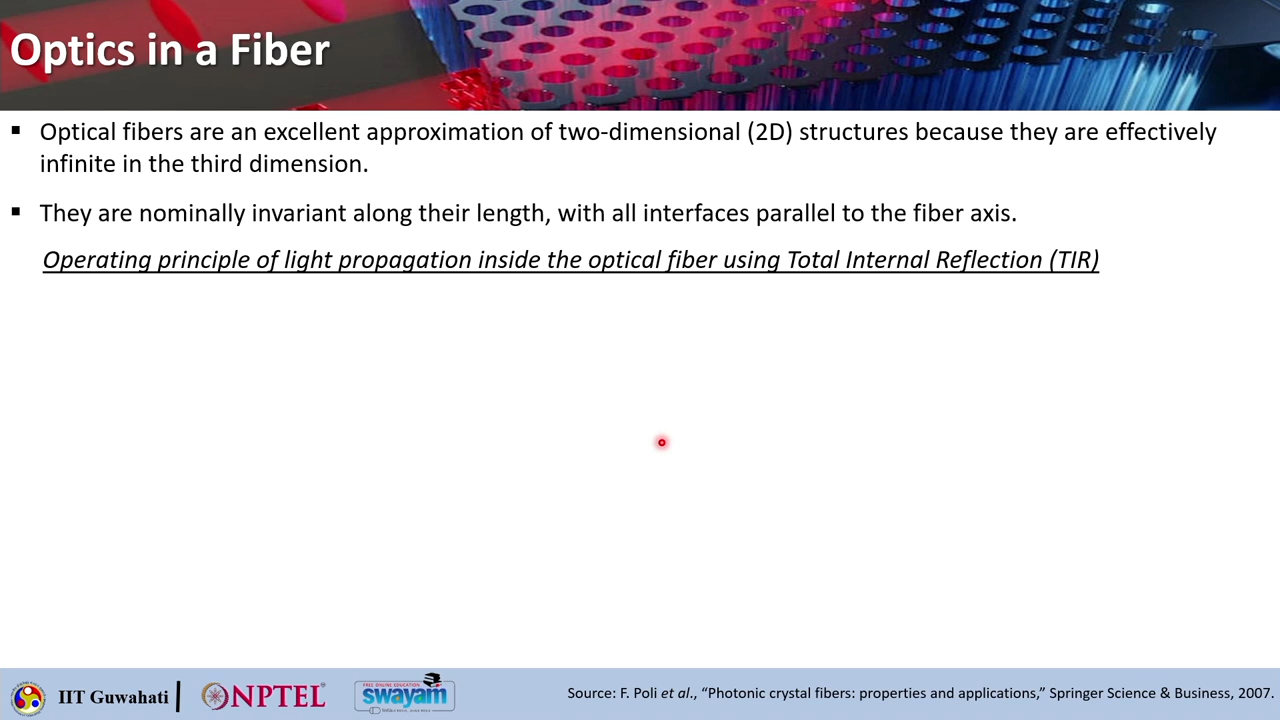 Optics in a Fiber
▪ Optical fibers are an excellent approximation of two-dimensional (2D) structures because they are effectively
infinite in the third dimension.
▪ They are nominally invariant along their length, with all interfaces parallel to the fiber axis.
Operating principle of light propagation inside the optical fiber using Total Internal Reflection (TIR)
IIT Guwahati
NPTEL
FREE ONLINE EDUCATION
swayam
Source: F. Poli et al., “Photonic crystal fibers: properties and applications,” Springer Science & Business, 2007.